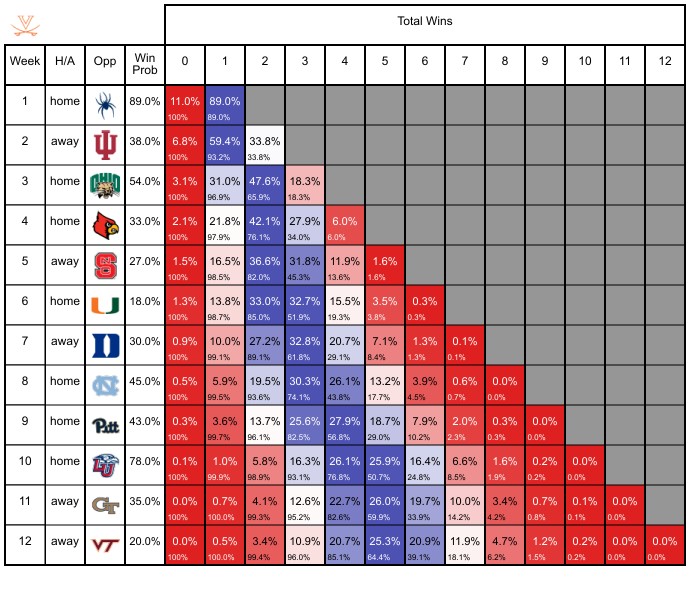 Total Wins
Week H/A Opp Win Prob 0 1 2 3 4 5 6 7 8 9 10 11 12
1 home 89.0% 11.0% 89.0%
100% 89.0%
2 away 38.0% 6.8% 59.4% 33.8%
100% 93.2% 33.8%
3 home OHIO 54.0% 3.1% 31.0% 47.6% 18.3%
100% 96.9% 65.9% 18.3%
4 home 33.0% 2.1% 21.8% 42.1% 27.9% 6.0%
100% 97.9% 76.1% 34.0% 6.0%
5 away 27.0% 1.5% 16.5% 36.6% 31.8% 11.9% 1.6%
100% 98.5% 82.0% 45.3% 13.6% 1.6%
6 home 18.0% 1.3% 13.8% 33.0% 32.7% 15.5% 3.5% 0.3%
100% 98.7% 85.0% 51.9% 19.3% 3.8% 0.3%
7 away D 30.0% 0.9% 10.0% 27.2% 32.8% 20.7% 7.1% 1.3% 0.1%
100% 99.1% 89.1% 61.8% 29.1% 8.4% 1.3% 0.1%
8 home NC 45.0% 0.5% 5.9% 19.5% 30.3% 26.1% 13.2% 3.9% 0.6% 0.0%
100% 99.5% 93.6% 74.1% 43.8% 17.7% 4.5% 0.7% 0.0%
9 home Pitt 43.0% 0.3% 3.6% 13.7% 25.6% 27.9% 18.7% 7.9% 2.0% 0.3% 0.0%
100% 99.7% 96.1% 82.5% 56.8% 29.0% 10.2% 2.3% 0.3% 0.0%
10 home LU 78.0% 0.1% 1.0% 5.8% 16.3% 26.1% 25.9% 16.4% 6.6% 1.6% 0.2% 0.0%
100% 99.9% 98.9% 93.1% 76.8% 50.7% 24.8% 8.5% 1.9% 0.2% 0.0%
11 away GT 35.0% 0.0% 0.7% 4.1% 12.6% 22.7% 26.0% 19.7% 10.0% 3.4% 0.7% 0.1% 0.0%
100% 100.0% 99.3% 95.2% 82.6% 59.9% 33.9% 14.2% 4.2% 0.8% 0.1% 0.0%
12 away VT 20.0% 0.0% 0.5% 3.4% 10.9% 20.7% 25.3% 20.9% 11.9% 4.7% 1.2% 0.2% 0.0% 0.0%
100% 100.0% 99.4% 96.0% 85.1% 64.4% 39.1% 18.1% 6.2% 1.5% 0.2% 0.0% 0.0%